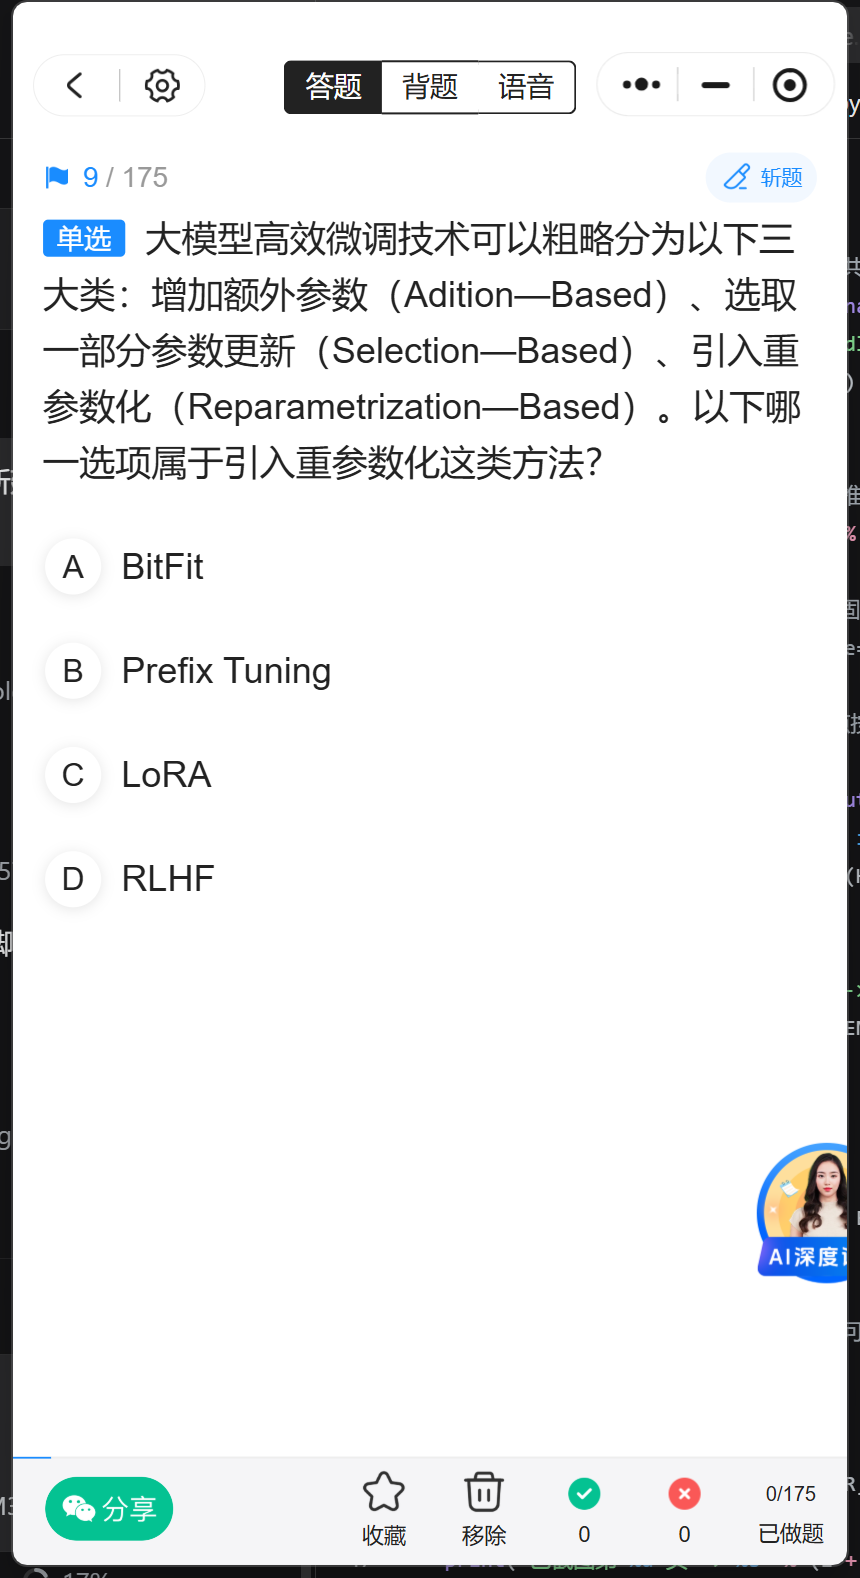 答题 背题 语音
9 / 175
斩题
单选 大模型高效微调技术可以粗略分为以下三
大类：增加额外参数（Adition—Based）、选取
一部分参数更新（Selection—Based）、引入重
参数化（Reparametrization—Based）。以下哪
一选项属于引入重参数化这类方法？
A BitFit
B Prefix Tuning
C LoRA
D RLHF
AI深度
分享
收藏
移除
0
0
0/175
已做题